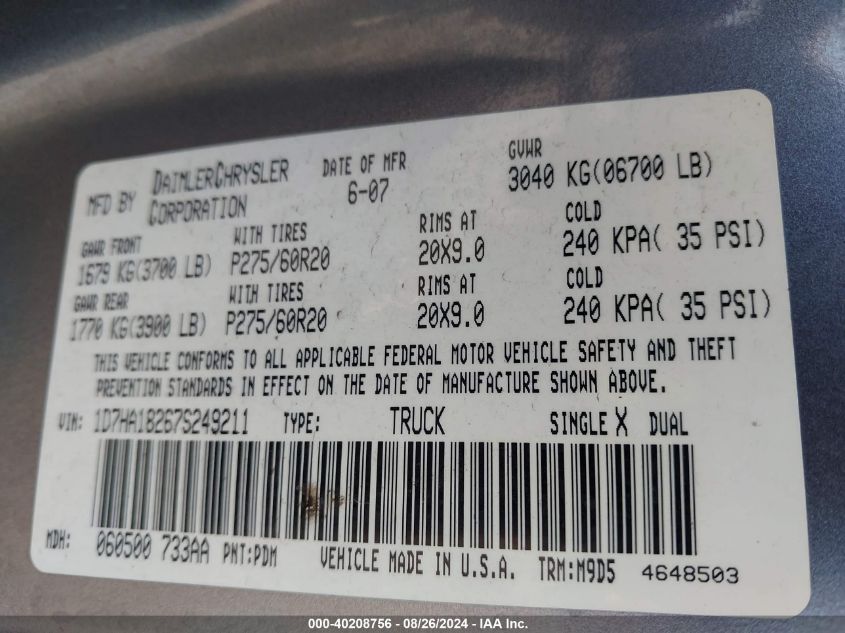 MFD BY DAIMLERCHRYSLER CORPORATION DATE OF MFR 6-07 GVWR 3040 KG(06700 LB)
GAWR FRONT WITH TIRES RIMS AT COLD
1679 KG(3700 LB) P275/60R20 20X9.0 240 KPA( 35 PSI)
GAWR REAR WITH TIRES RIMS AT COLD
1770 KG(3900 LB) P275/60R20 20X9.0 240 KPA( 35 PSI)
THIS VEHICLE CONFORMS TO ALL APPLICABLE FEDERAL MOTOR VEHICLE SAFETY AND THEFT
PREVENTION STANDARDS IN EFFECT ON THE DATE OF MANUFACTURE SHOWN ABOVE.
VIN: 1D7HA18267S249211 TYPE: TRUCK SINGLE X DUAL
MDH: 060500 733AA PNT:PDM VEHICLE MADE IN U.S.A. TRM:M9D5 4648503
000-40208756 - 08/26/2024 - IAA Inc.